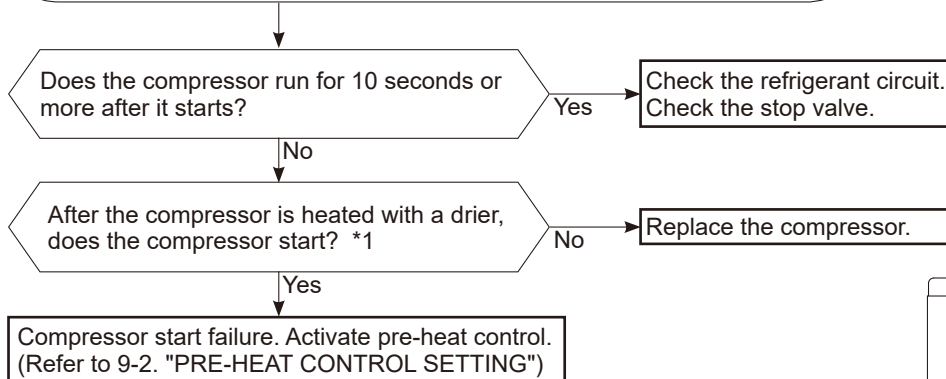 Does the compressor run for 10 seconds or
more after it starts?
Yes
Check the refrigerant circuit.
Check the stop valve.
No
After the compressor is heated with a drier,
does the compressor start? *1
No
Replace the compressor.
Yes
Compressor start failure. Activate pre-heat control.
(Refer to 9-2. "PRE-HEAT CONTROL SETTING")